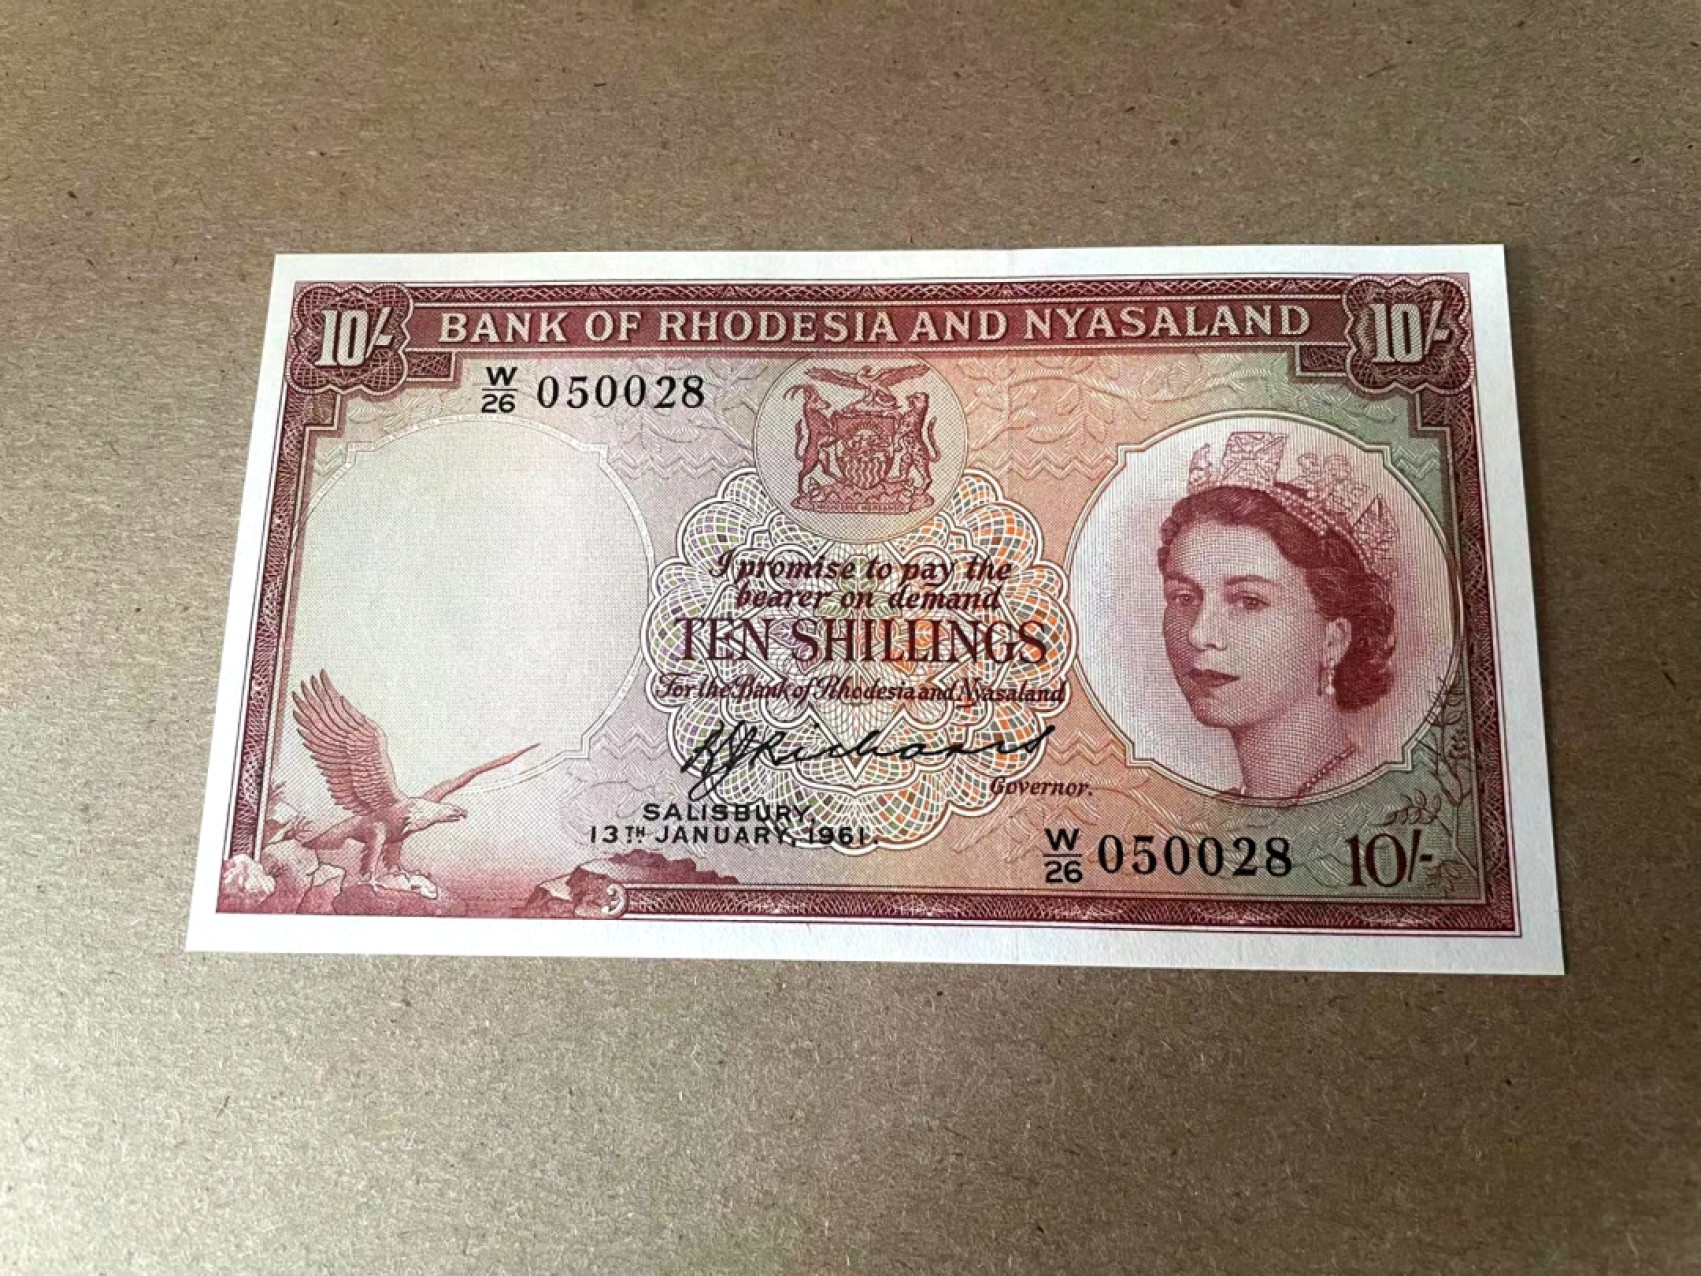 10/- BANK OF RHODESIA AND NYASALAND 10/-
W/26 050028
I promise to pay the
bearer on demand
TEN SHILLINGS
For the Bank of Rhodesia and Nyasaland
Governor.
SALISBURY,
13TH JANUARY, 1961.
W/26 050028 10/-